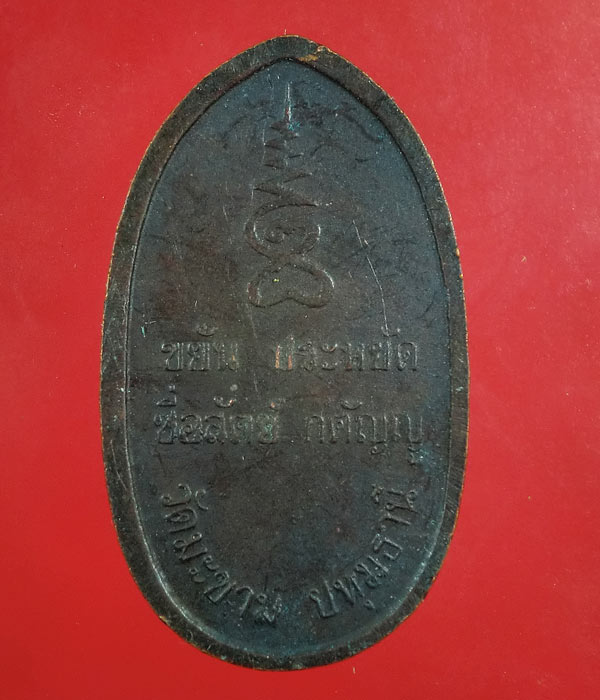 ขยัน ประหยัด
ซื่อสัตย์ กตัญญู
วัดมะขาม ปทุมธานี